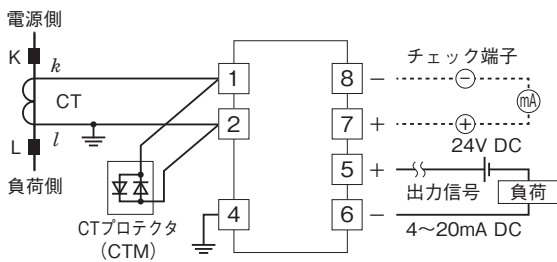 電源側
K
k
CT
l
L
負荷側
CTプロテクタ
(CTM)
1
2
4
8
7
5
6
− チェック端子
−
mA
+ +
24V DC
+
出力信号
負荷
−
4～20mA DC